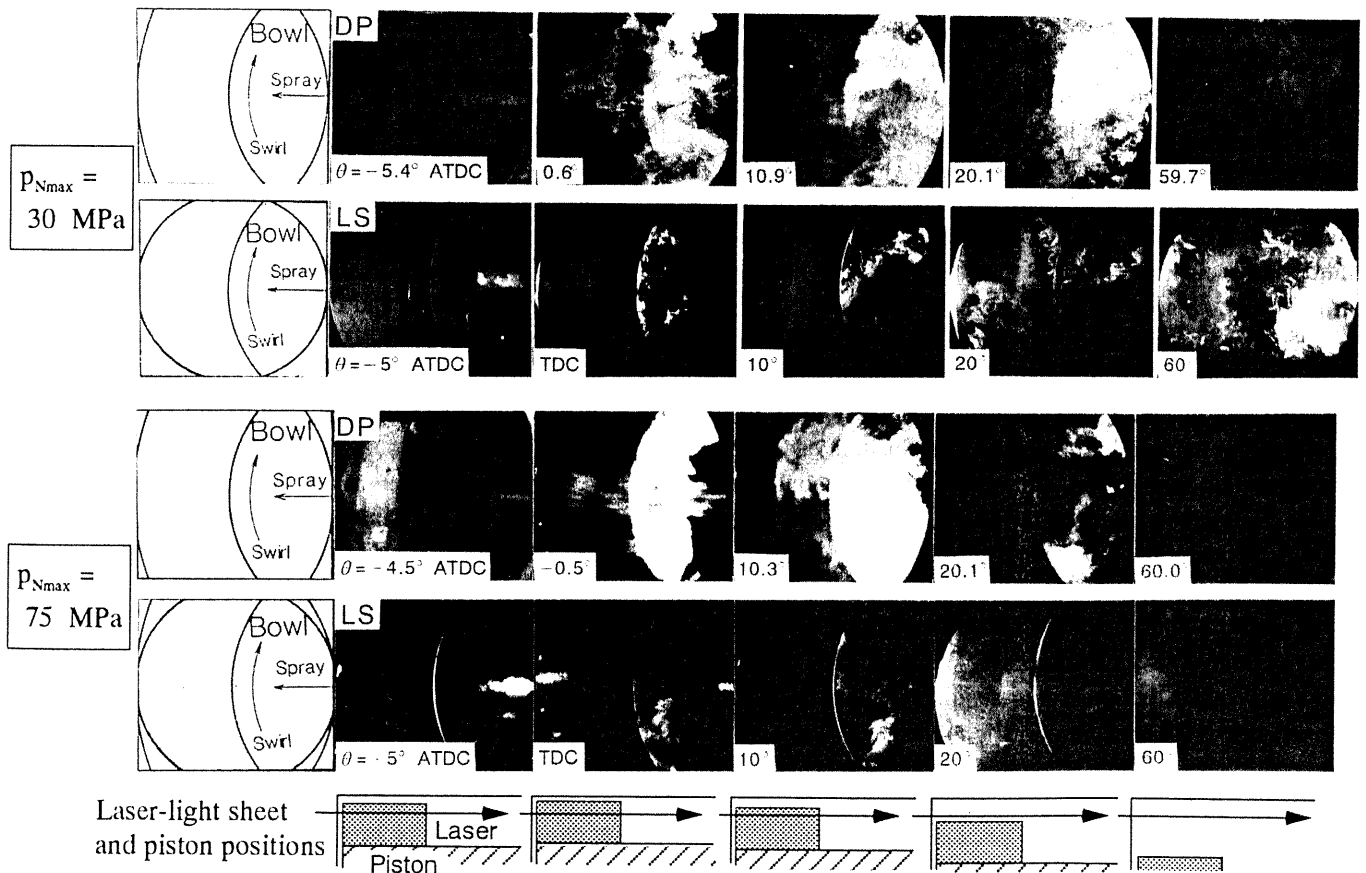 Bowl
Spray
Swirl
DP
θ = −5.4° ATDC
0.6°
10.9°
20.1°
59.7°
p_Nmax =
30 MPa
Bowl
Spray
Swirl
LS
θ = −5° ATDC
TDC
10°
20°
60
Bowl
Spray
Swirl
DP
θ = −4.5° ATDC
−0.5°
10.3°
20.1°
60.0°
p_Nmax =
75 MPa
Bowl
Spray
Swirl
LS
θ = -5° ATDC
TDC
10°
20°
60°
Laser-light sheet
and piston positions
Laser
Piston